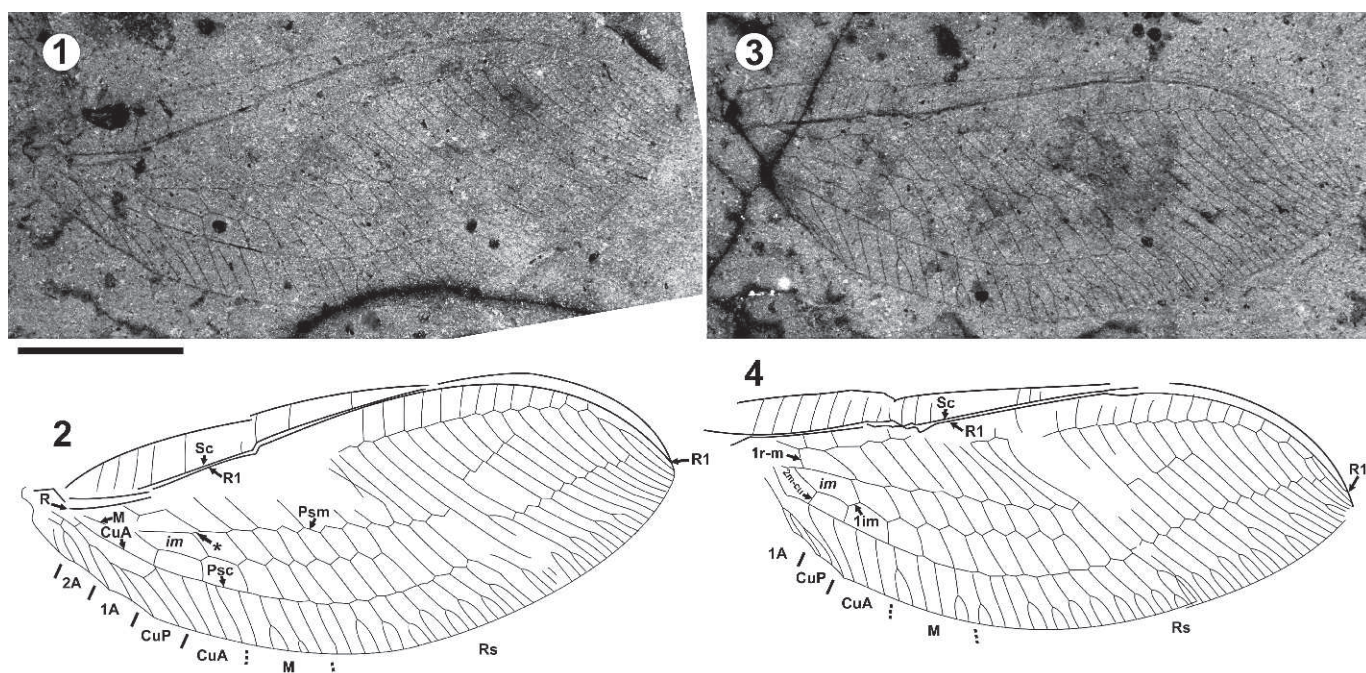 1
3
2
Sc
R1
R1
R
M
CuA
im
*
Psm
Psc
2A
1A
CuP
CuA
M
Rs
4
Sc
R1
R1
1r-m
2m-cu
im
1im
1A
CuP
CuA
M
Rs